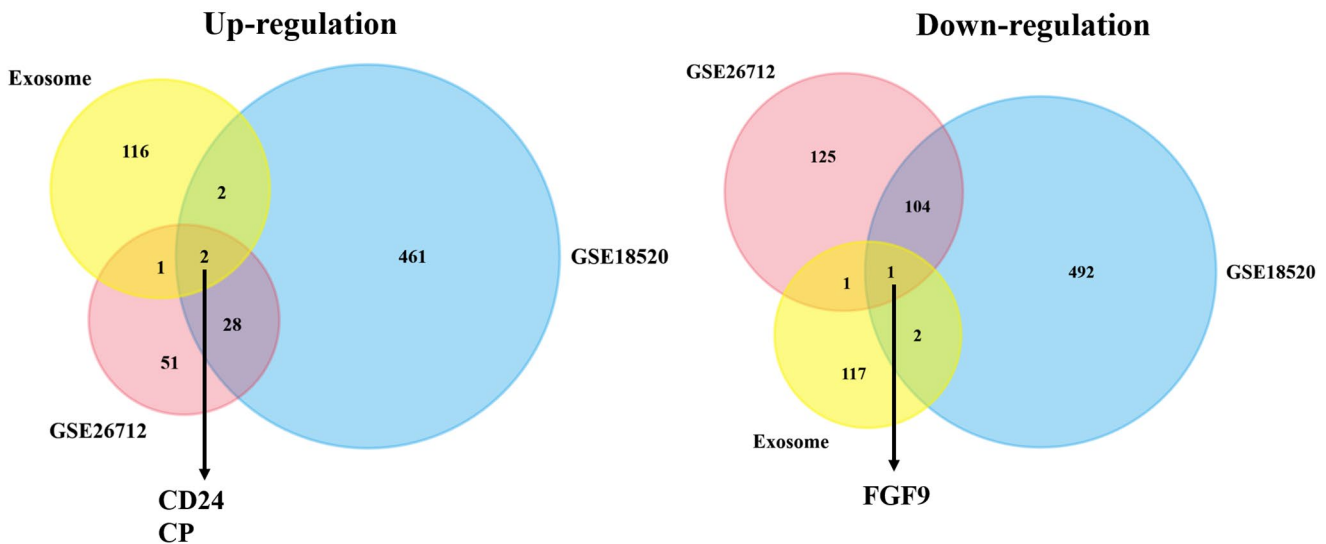 Up-regulation
Exosome
116
2
461
GSE18520
1
2
28
51
GSE26712
CD24
CP
Down-regulation
GSE26712
125
104
492
GSE18520
1
1
2
117
Exosome
FGF9